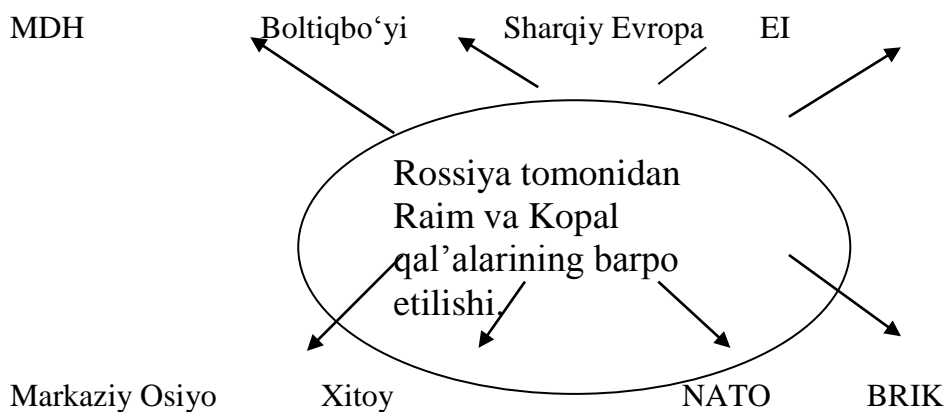 MDH Boltiqbo‘yi Sharqiy Evropa EI
Rossiya tomonidan
Raim va Kopal
qal’alarining barpo
etilishi.
Markaziy Osiyo Xitoy NATO BRIK